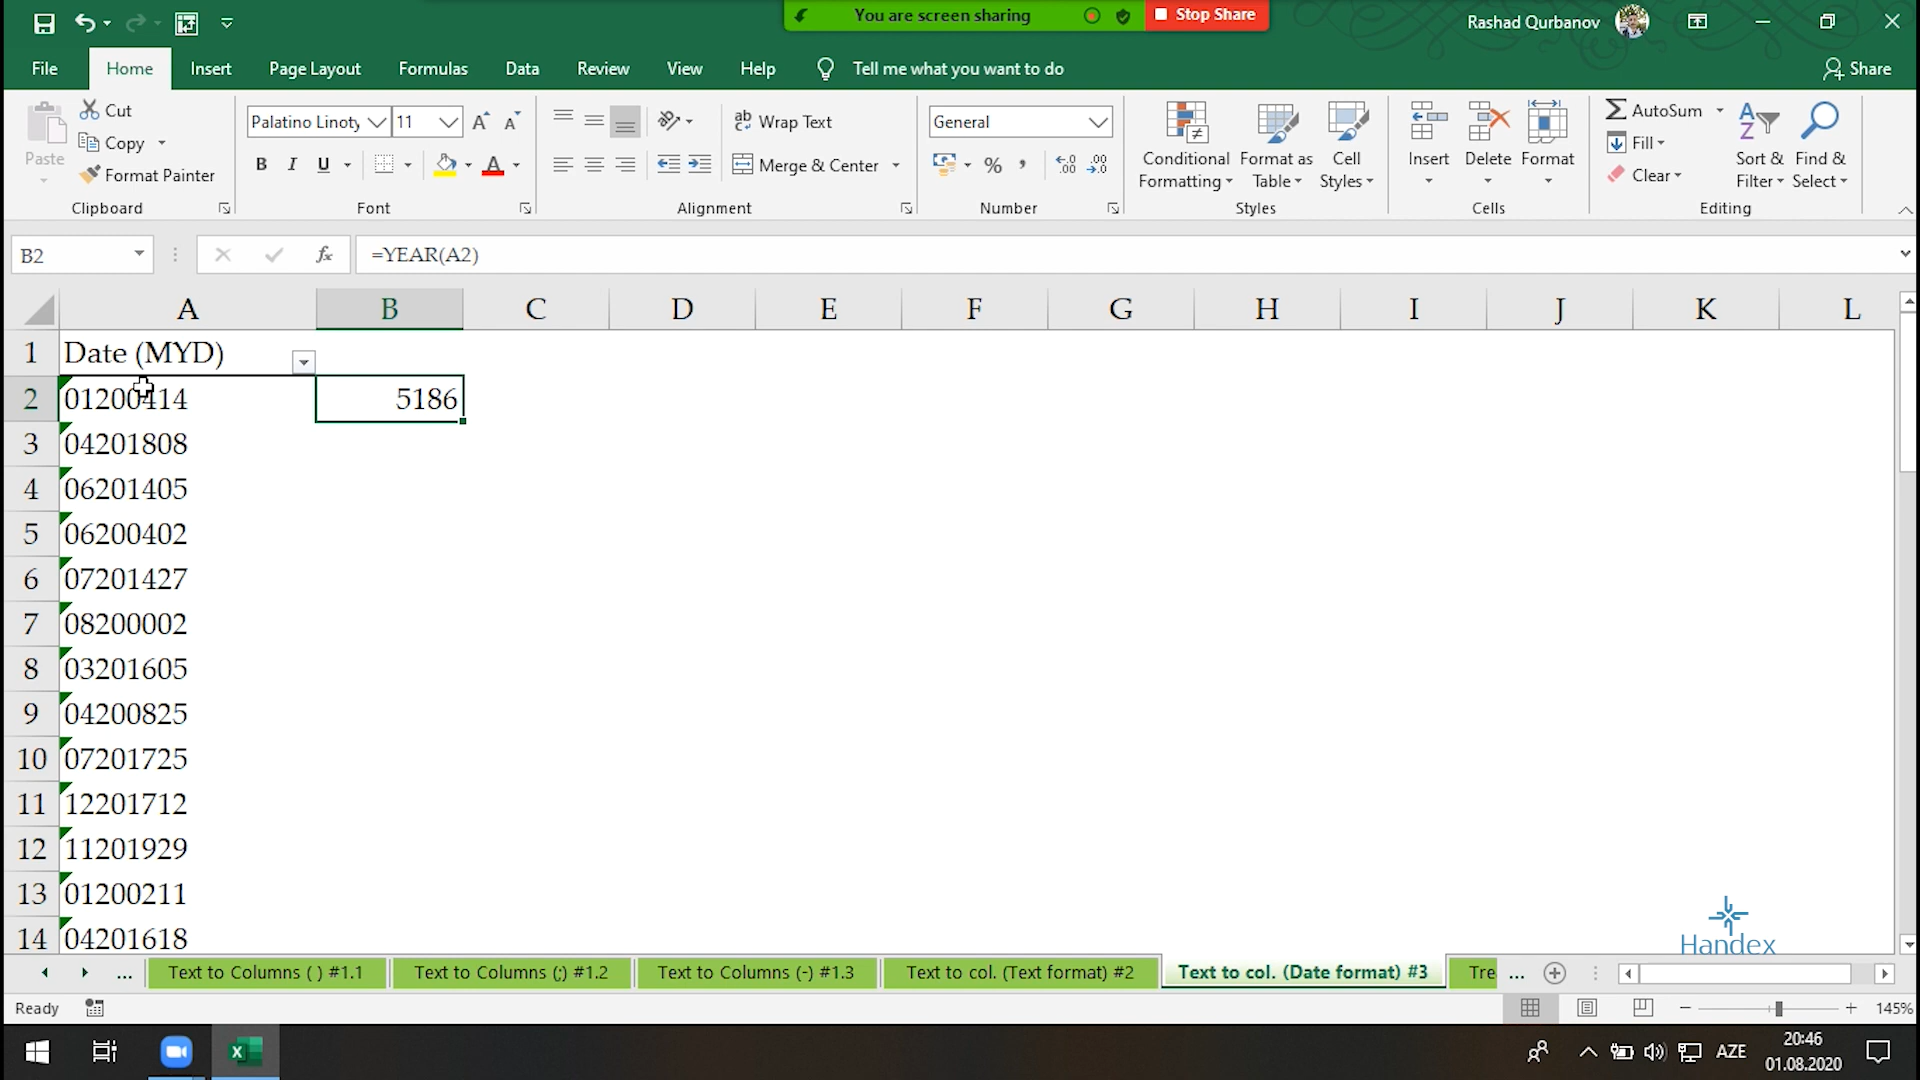 You are screen sharing
Stop Share
Rashad Qurbanov
File Home Insert Page Layout Formulas Data Review View Help Tell me what you want to do Share
Paste
Cut
Copy
Format Painter
Clipboard
Palatino Linoty 11
B I U
Font
Wrap Text
Merge & Center
Alignment
General
Number
Conditional Formatting
Format as Table
Cell Styles
Styles
Insert Delete Format
Cells
AutoSum
Fill
Clear
Sort & Filter
Find & Select
Editing
B2 fx =YEAR(A2)
A B C D E F G H I J K L
1 Date (MYD)
2 01200414 5186
3 04201808
4 06201405
5 06200402
6 07201427
7 08200002
8 03201605
9 04200825
10 07201725
11 12201712
12 11201929
13 01200211
14 04201618
Handex
... Text to Columns ( ) #1.1 Text to Columns (;) #1.2 Text to Columns (-) #1.3 Text to col. (Text format) #2 Text to col. (Date format) #3 Tre ...
Ready 145%
AZE
20:46
01.08.2020